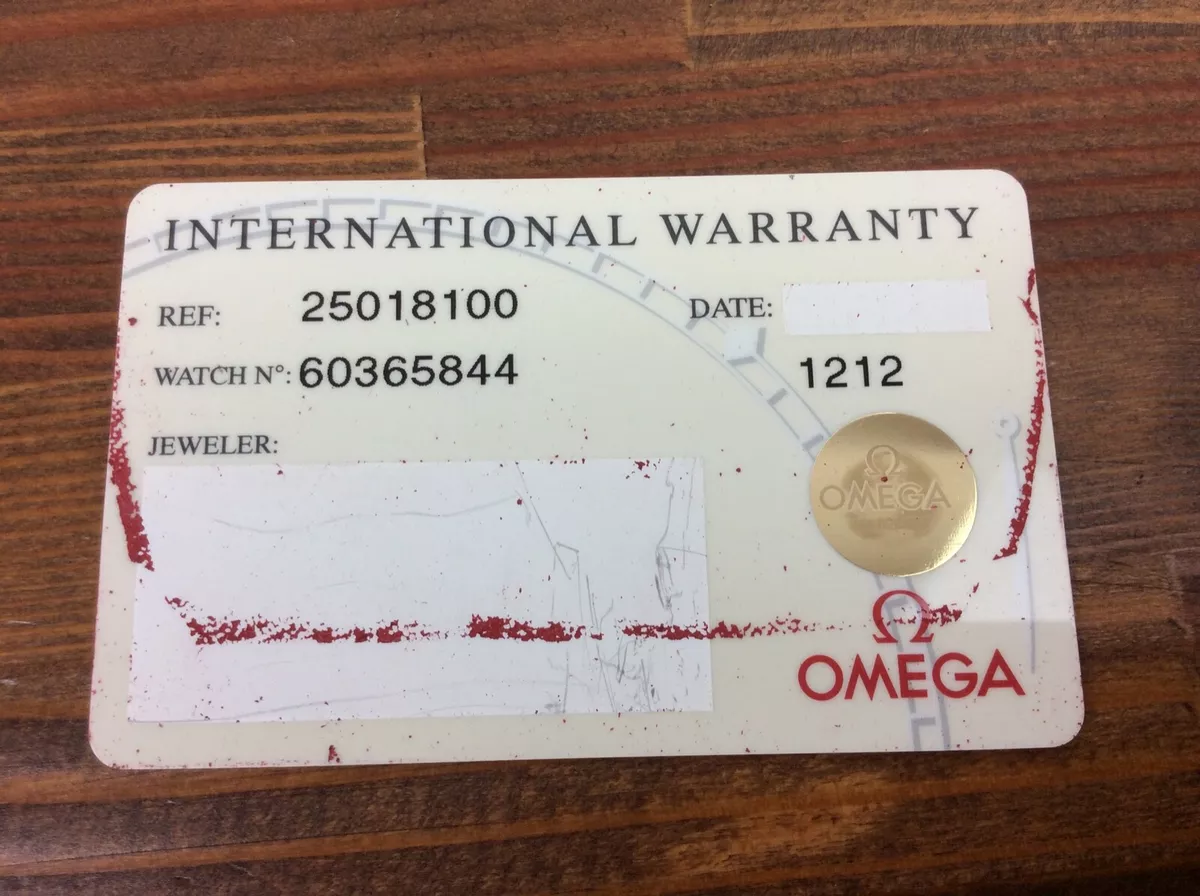 INTERNATIONAL WARRANTY
REF: 25018100
DATE:
WATCH N°: 60365844
1212
JEWELER:
Ω
OMEGA
Ω
OMEGA